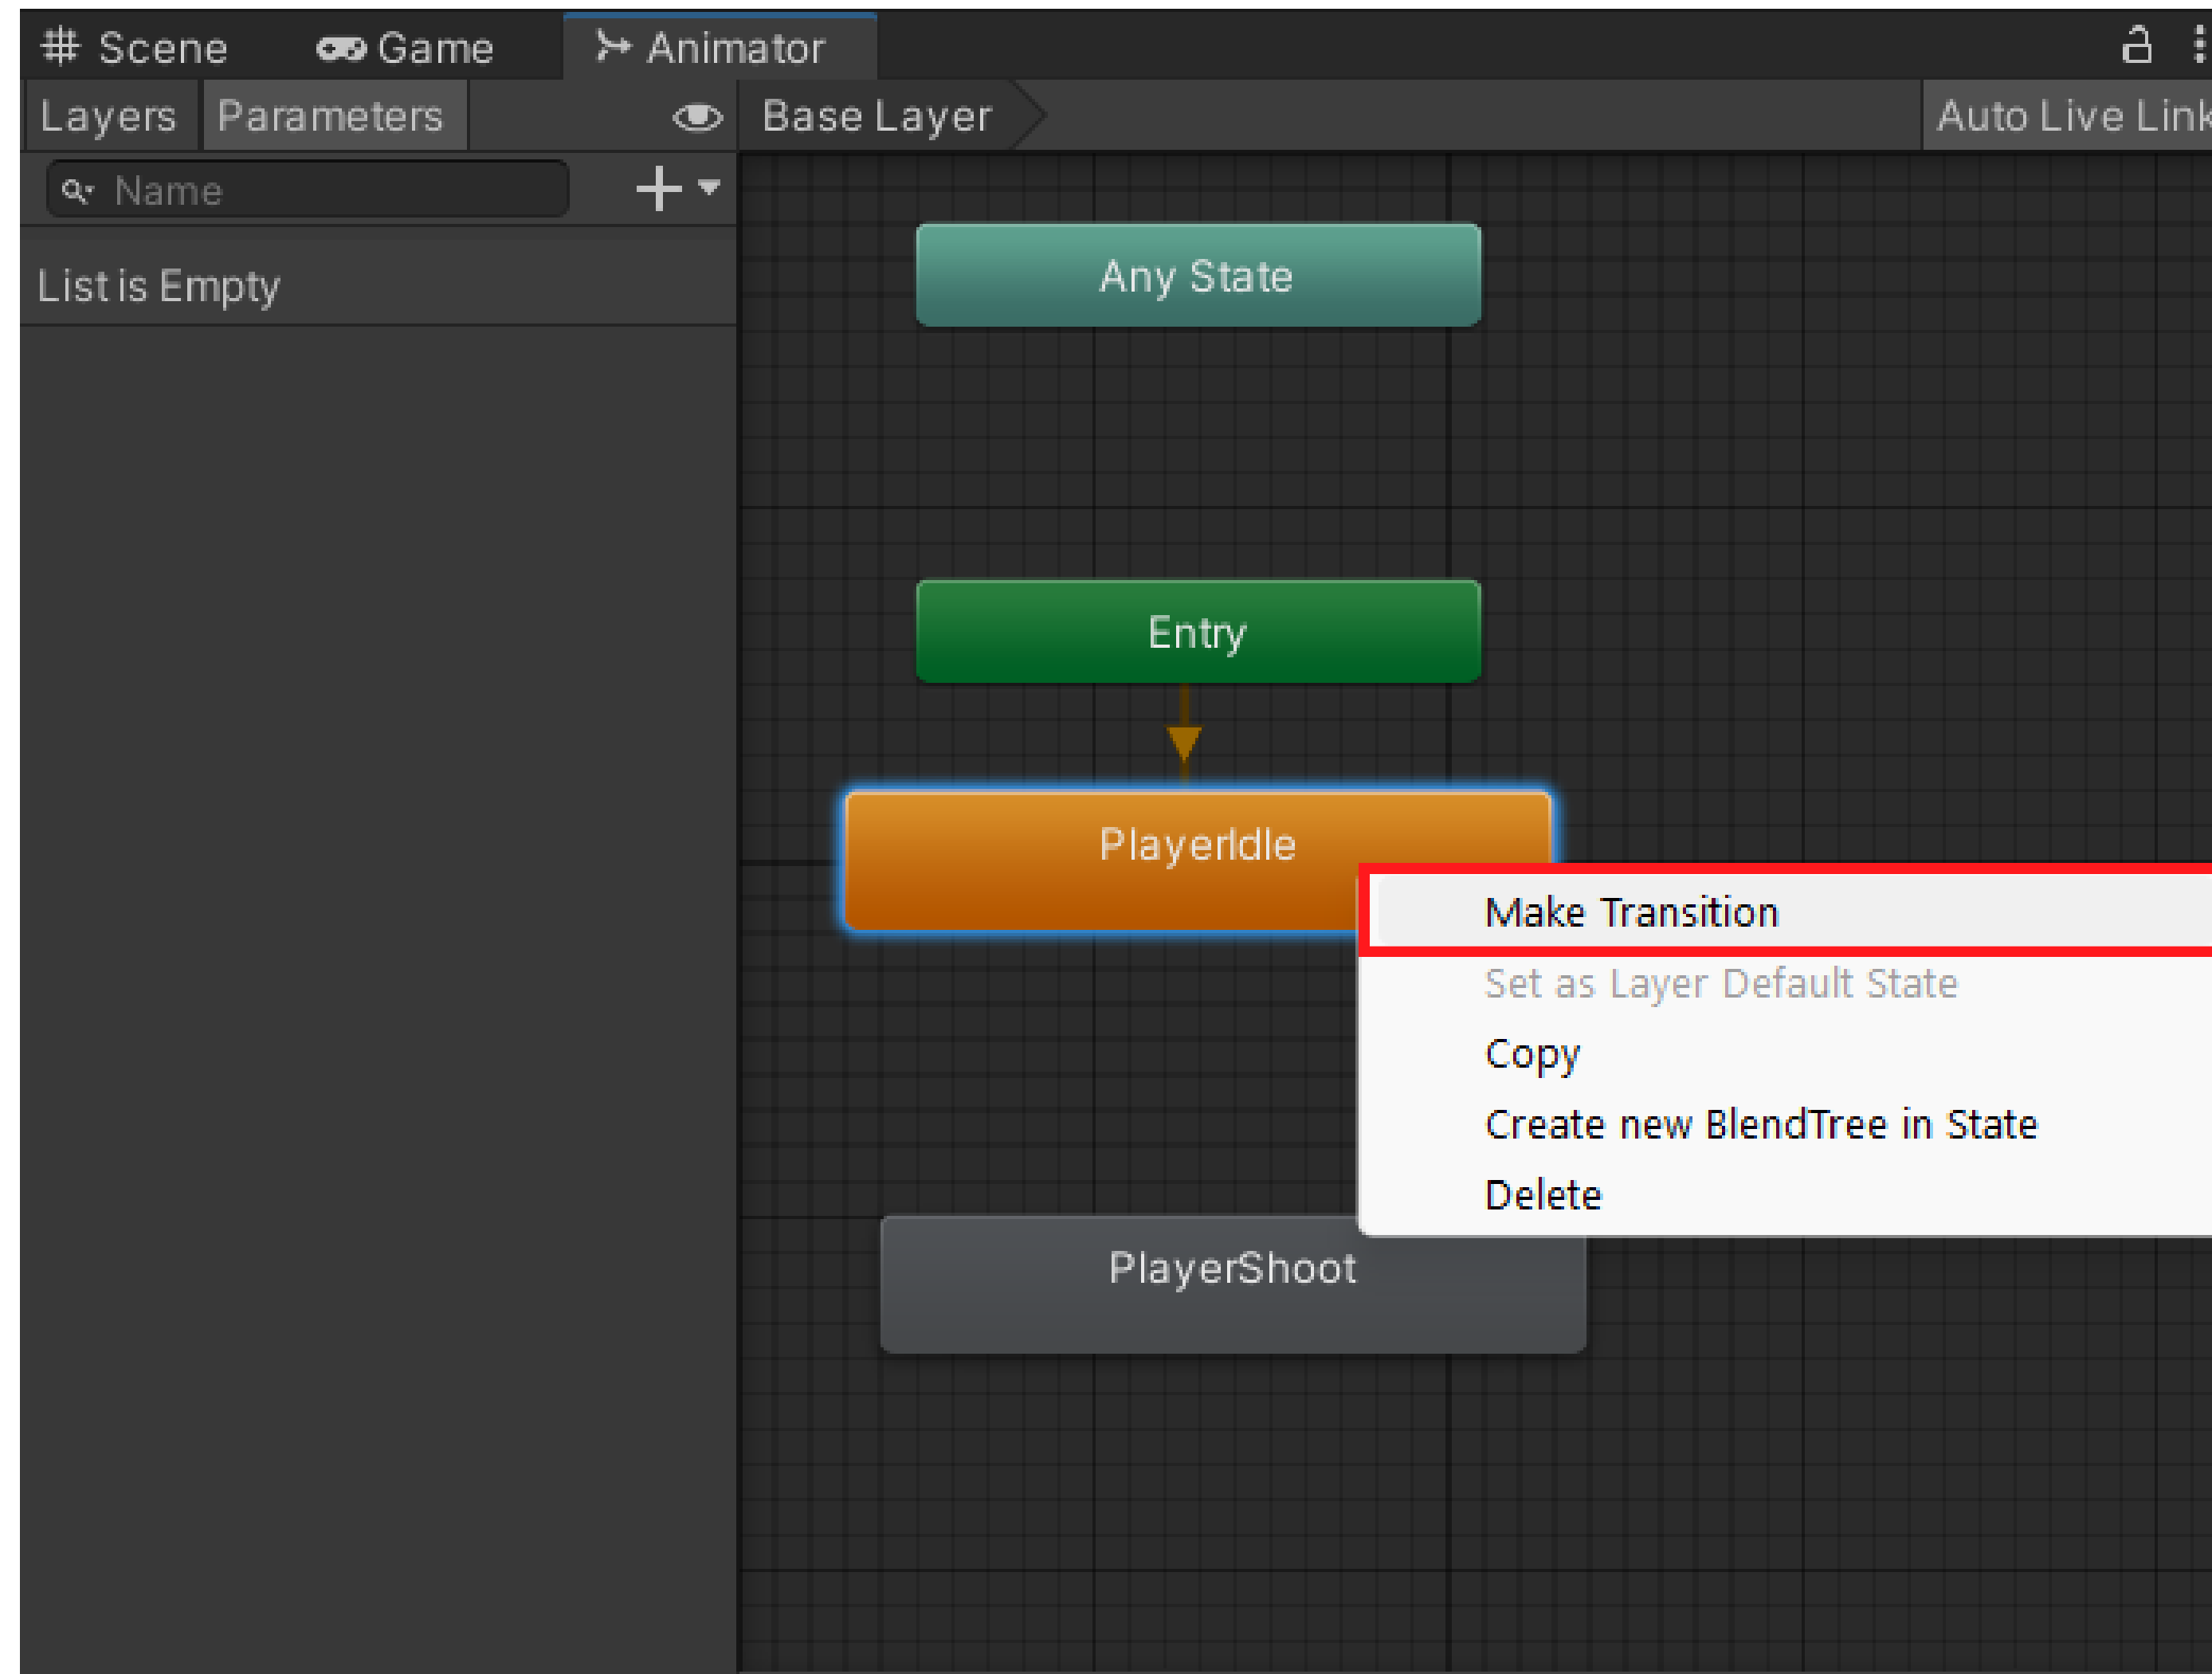 Scene Game Animator
Layers Parameters Base Layer Auto Live Link
Name
List is Empty
Any State
Entry
PlayerIdle
Make Transition
Set as Layer Default State
Copy
Create new BlendTree in State
Delete
PlayerShoot